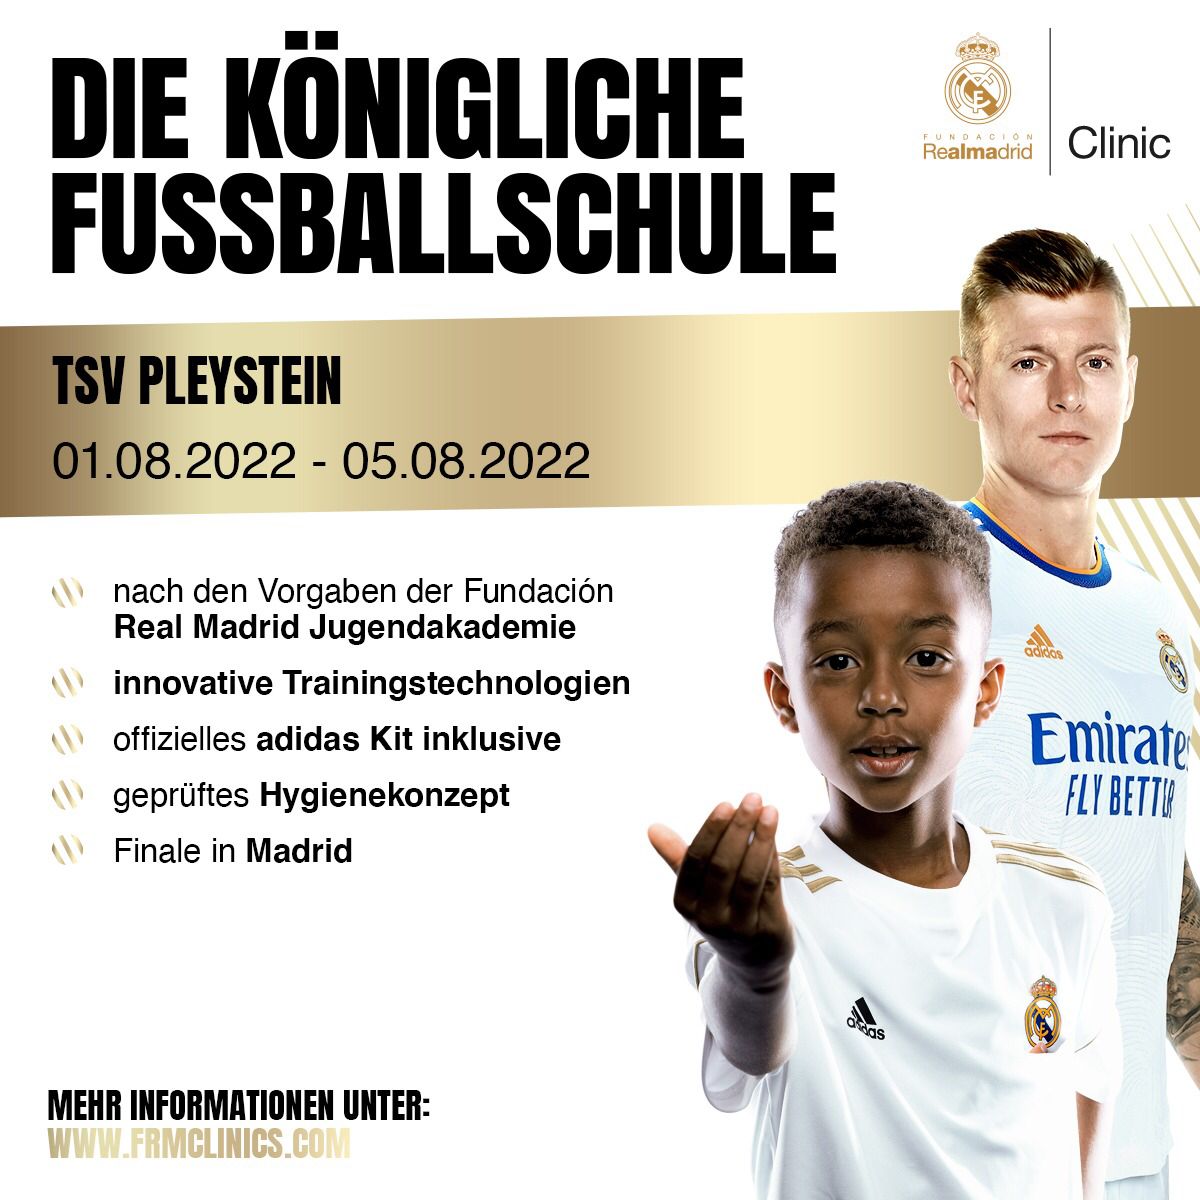 DIE KÖNIGLICHE
FUSSBALLSCHULE
FUNDACIÓN
Realmadrid
Clinic
TSV PLEYSTEIN
01.08.2022 - 05.08.2022
nach den Vorgaben der Fundación
Real Madrid Jugendakademie
innovative Trainingstechnologien
offizielles adidas Kit inklusive
geprüftes Hygienekonzept
Finale in Madrid
adidas
Emirates
FLY BETTER
adidas
MEHR INFORMATIONEN UNTER:
WWW.FRMCLINICS.COM